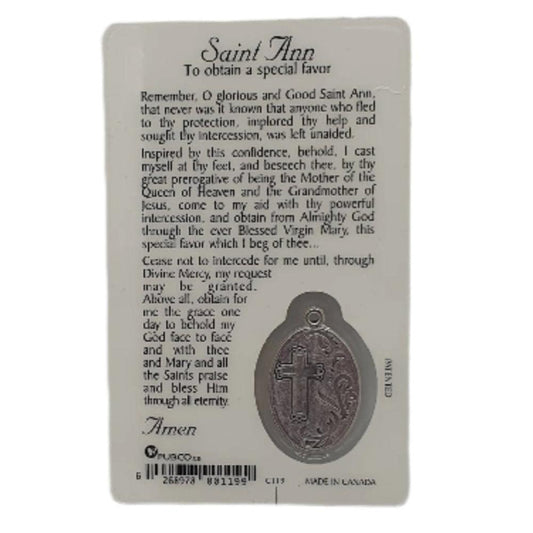 Saint Ann
To obtain a special favor
Remember, O glorious and Good Saint Ann,
that never was it known that anyone who fled
to thy protection, implored thy help and
sought thy intercession, was left unaided.
Inspired by this confidence, behold, I cast
myself at thy feet, and beseech thee, by thy
great prerogative of being the Mother of the
Queen of Heaven and the Grandmother of
Jesus, come to my aid with thy powerful
intercession, and obtain from Almighty God
through the ever Blessed Virgin Mary, this
special favor which I beg of thee...
Cease not to intercede for me until, through
Divine Mercy, my request
may be granted.
Above all, obtain for
me the grace one
day to behold my
God face to face
and with thee
and Mary and all
the Saints praise
and bless Him
through all eternity.
Amen
PATENTED
PUBCO
6 268978 001199
C119
MADE IN CANADA